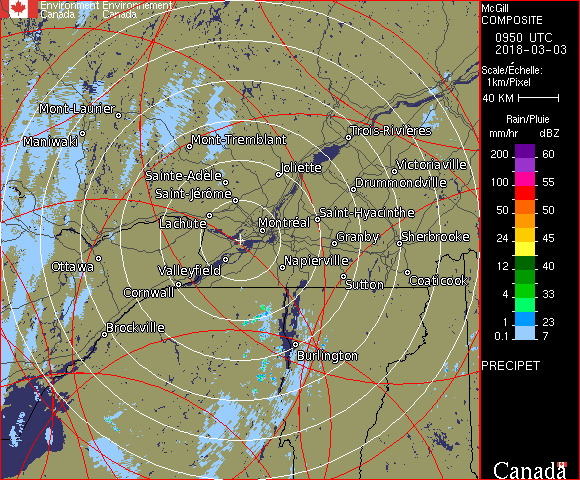 Environment Environnement
Canada Canada
McGill
COMPOSITE
0950 UTC
2018-03-03
Scale/Échelle:
1km/Pixel
40 KM
Rain/Pluie
mm/hr dBZ
200 60
100 55
50 50
24 45
12 40
4 33
1 23
0.1 7
PRECIPET
Canada
Mont-Laurier
Maniwaki
Mont-Tremblant
Trois-Rivières
Sainte-Adèle
Joliette
Victoriaville
Saint-Jérôme
Drummondville
Lachute
Montréal
Saint-Hyacinthe
Granby
Sherbrooke
Ottawa
Valleyfield
Napierville
Cornwall
Sutton
Coaticook
Brockville
Burlington